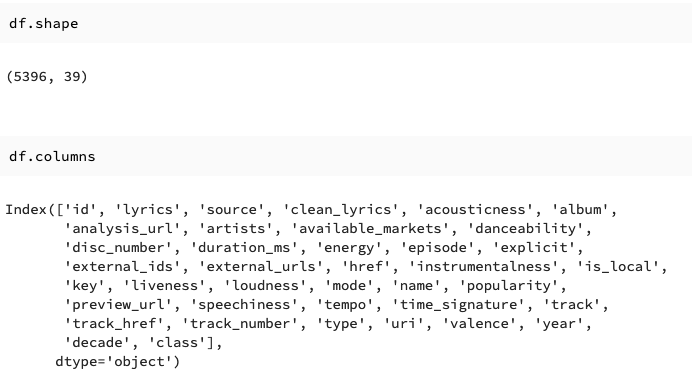 df.shape
(5396, 39)
df.columns
Index(['id', 'lyrics', 'source', 'clean_lyrics', 'acousticness', 'album',
'analysis_url', 'artists', 'available_markets', 'danceability',
'disc_number', 'duration_ms', 'energy', 'episode', 'explicit',
'external_ids', 'external_urls', 'href', 'instrumentalness', 'is_local',
'key', 'liveness', 'loudness', 'mode', 'name', 'popularity',
'preview_url', 'speechiness', 'tempo', 'time_signature', 'track',
'track_href', 'track_number', 'type', 'uri', 'valence', 'year',
'decade', 'class'],
dtype='object')